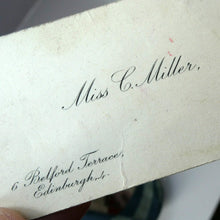 Miss C. Miller,
6 Belford Terrace,
Edinburgh. 4.